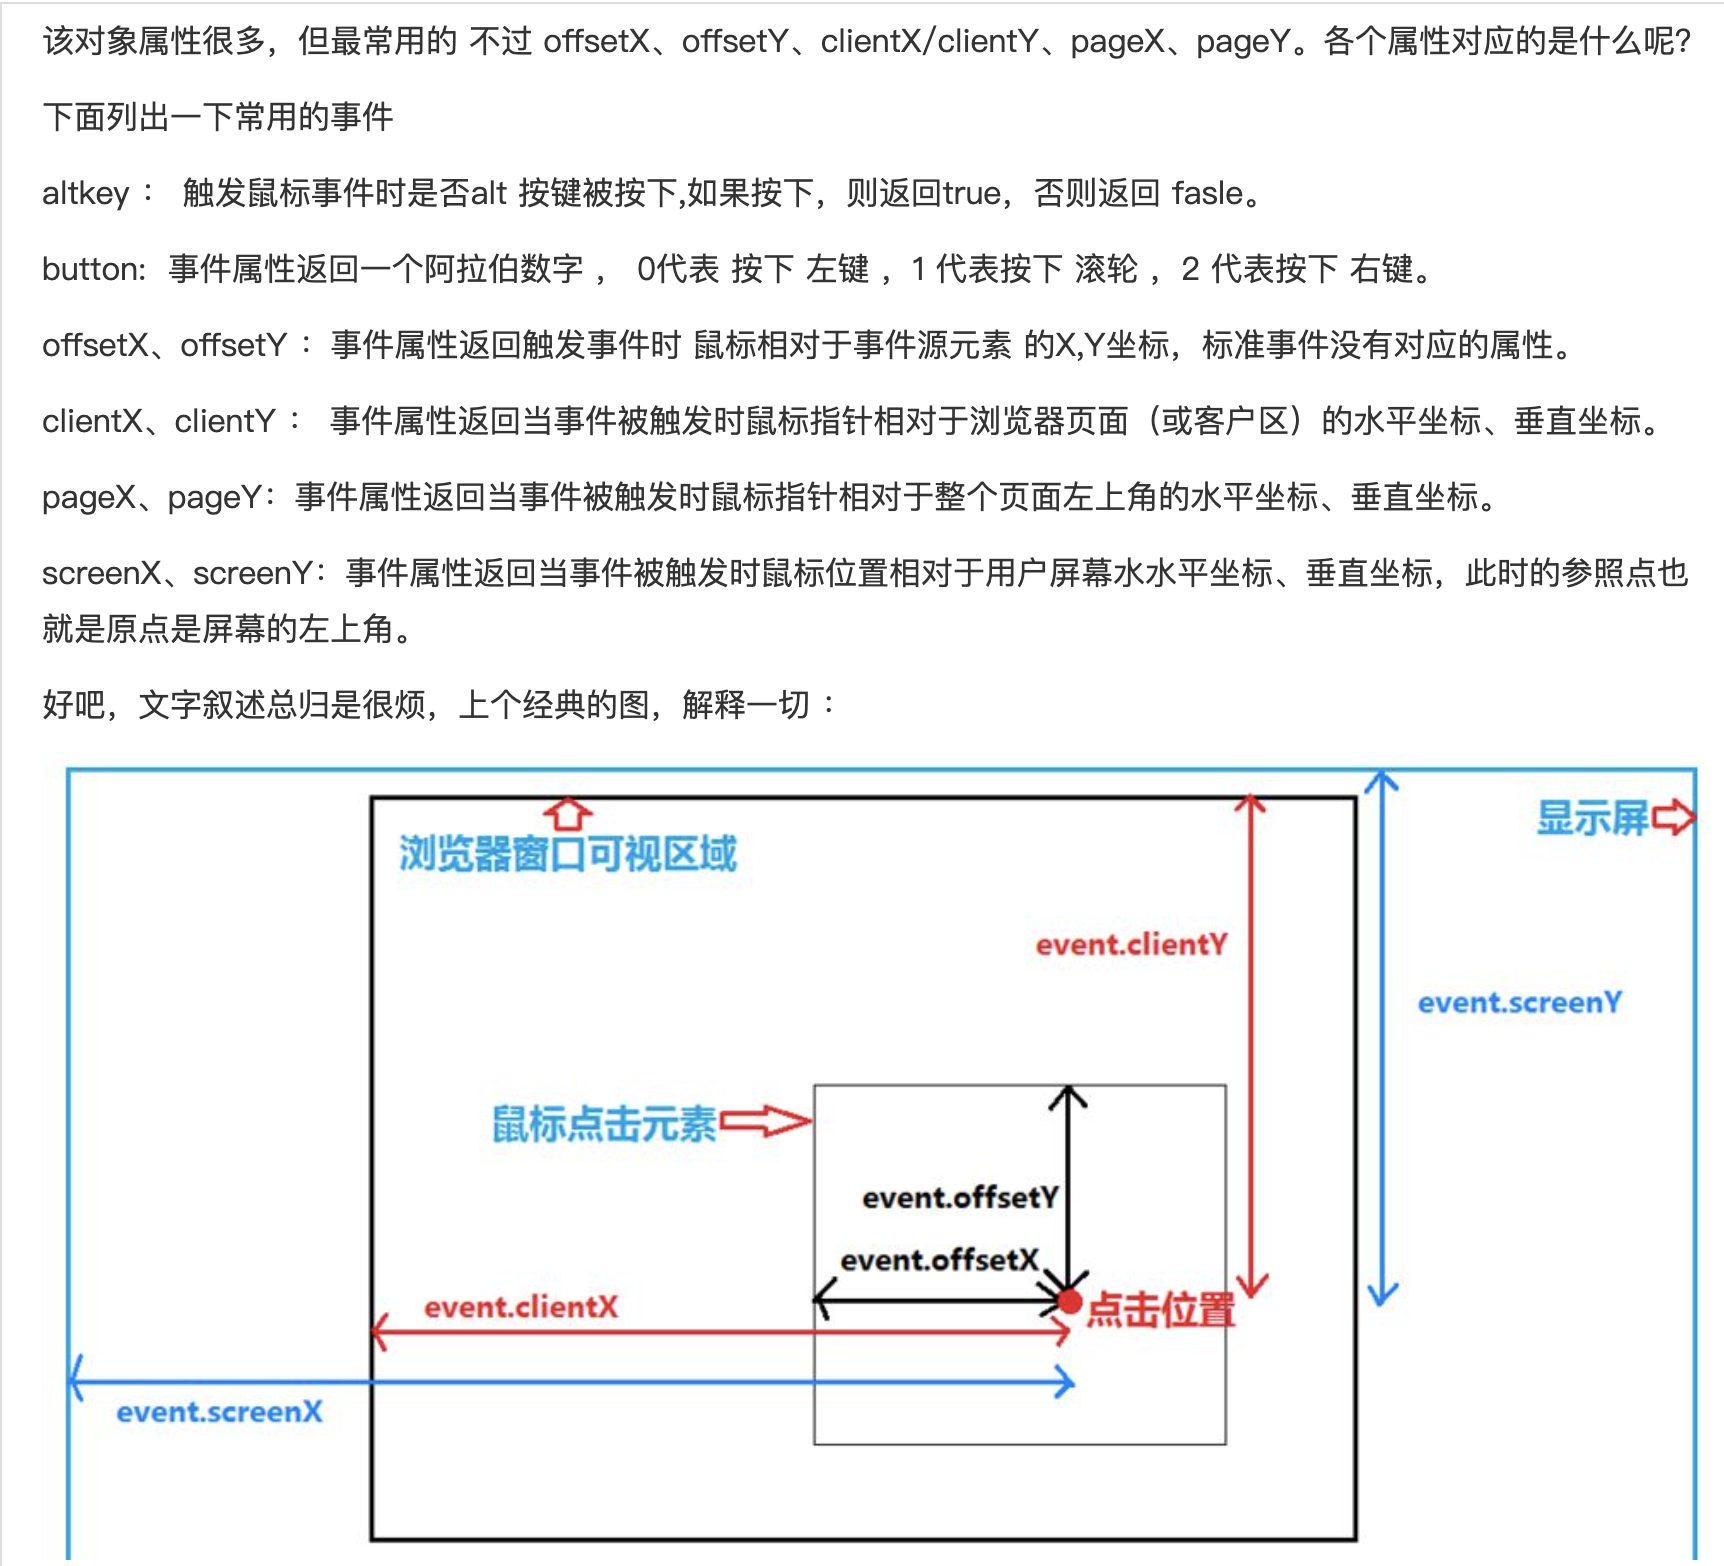 该对象属性很多，但最常用的 不过 offsetX、offsetY、clientX/clientY、pageX、pageY。各个属性对应的是什么呢?
下面列出一下常用的事件
altkey： 触发鼠标事件时是否alt 按键被按下,如果按下，则返回true，否则返回 fasle。
button: 事件属性返回一个阿拉伯数字， 0代表 按下 左键，1 代表按下 滚轮，2 代表按下 右键。
offsetX、offsetY：事件属性返回触发事件时 鼠标相对于事件源元素 的X,Y坐标，标准事件没有对应的属性。
clientX、clientY： 事件属性返回当事件被触发时鼠标指针相对于浏览器页面（或客户区）的水平坐标、垂直坐标。
pageX、pageY：事件属性返回当事件被触发时鼠标指针相对于整个页面左上角的水平坐标、垂直坐标。
screenX、screenY：事件属性返回当事件被触发时鼠标位置相对于用户屏幕水水平坐标、垂直坐标，此时的参照点也
就是原点是屏幕的左上角。
好吧，文字叙述总归是很烦，上个经典的图，解释一切：
显示屏
浏览器窗口可视区域
event.clientY
event.screenY
鼠标点击元素
event.offsetY
event.offsetX
点击位置
event.clientX
event.screenX